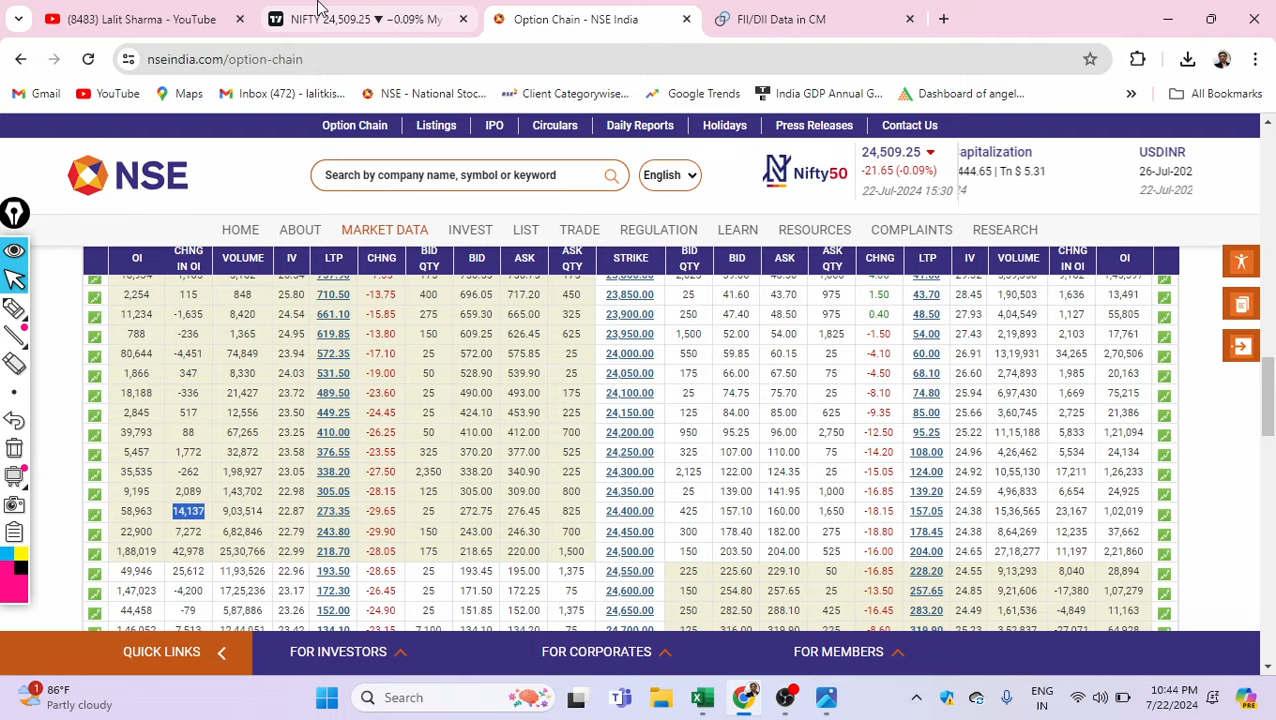 (8483) Lalit Sharma - YouTube
NIFTY 24,509.25 ▼ −0.09% My
Option Chain - NSE India
FII/DII Data in CM
nseindia.com/option-chain
Gmail
YouTube
Maps
Inbox (472) - lalitkis...
NSE - National Stoc...
Client Categorywise...
Google Trends
India GDP Annual G...
Dashboard of angel...
All Bookmarks
Option Chain Listings IPO Circulars Daily Reports Holidays Press Releases Contact Us
NSE
Search by company name, symbol or keyword
English
Nifty50
24,509.25
-21.65 (-0.09%)
22-Jul-2024 15:30
apitalization
444.65 | Tn $ 5.31
USDINR
26-Jul-202
22-Jul-202
HOME ABOUT MARKET DATA INVEST LIST TRADE REGULATION LEARN RESOURCES COMPLAINTS RESEARCH
OI CHNG IN OI VOLUME IV LTP CHNG BID QTY BID ASK ASK QTY STRIKE BID QTY BID ASK ASK QTY CHNG LTP IV VOLUME CHNG IN OI OI
2,254 115 848 25.80 710.50 -13.75 400 696.05 717.20 450 23,850.00 25 41.60 43.70 975 1.50 43.70 28.45 1,90,503 1,636 13,491
11,234 -1,635 8,420 24.54 661.10 -15.85 275 659.30 665.00 325 23,900.00 250 47.40 48.50 975 0.40 48.50 27.93 4,04,549 1,127 55,805
788 -236 1,365 24.95 619.85 -13.80 150 609.25 626.45 625 23,950.00 1,500 52.00 54.00 1,825 -1.50 54.00 27.43 2,19,893 2,103 17,761
80,644 -4,451 74,849 23.94 572.35 -17.10 25 572.00 575.85 25 24,000.00 550 59.85 60.15 25 -4.10 60.00 26.91 13,19,931 34,265 2,70,506
1,866 347 8,330 24.03 531.50 -19.00 50 528.90 539.90 25 24,050.00 175 66.00 67.50 75 -4.50 68.10 26.60 2,74,893 1,985 20,163
18,188 -336 21,427 23.72 489.50 -23.60 25 490.00 493.00 175 24,100.00 25 74.75 75.70 25 -8.10 74.80 25.94 6,97,430 1,669 75,215
2,845 517 12,556 23.50 449.25 -24.45 25 424.10 453.90 225 24,150.00 125 84.00 85.00 625 -9.35 85.00 25.66 3,60,745 2,725 21,386
39,793 88 67,265 23.25 410.00 -26.25 50 410.00 412.00 700 24,200.00 950 95.25 96.00 2,750 -12.50 95.25 25.22 11,15,188 5,833 1,21,094
5,457 1,772 32,872 23.58 376.55 -23.55 325 370.20 377.00 325 24,250.00 325 107.00 110.00 75 -14.20 108.00 24.96 4,26,462 5,534 24,134
35,535 -262 1,98,927 23.05 338.20 -27.50 2,350 338.20 340.90 225 24,300.00 2,125 122.00 124.35 25 -15.05 124.00 24.92 10,55,130 17,211 1,26,233
9,195 2,089 1,43,702 22.98 305.05 -28.15 125 305.00 309.00 800 24,350.00 25 139.00 141.95 1,000 -16.85 139.20 24.59 4,96,833 6,654 24,925
58,963 14,137 9,03,514 22.87 273.35 -29.65 25 272.75 276.45 825 24,400.00 425 157.10 160.00 1,650 -18.15 157.05 24.58 15,36,565 23,167 1,02,019
22,900 7,272 6,82,846 22.79 243.80 -29.90 150 243.00 246.30 700 24,450.00 300 178.40 182.00 275 -18.80 178.45 24.58 8,64,269 12,235 37,662
1,88,019 42,978 25,30,766 22.99 218.70 -28.05 175 218.65 220.00 1,500 24,500.00 150 203.50 204.00 525 -16.00 204.00 24.65 27,18,277 11,197 2,21,860
49,946 25,612 11,93,526 22.96 193.50 -28.65 25 193.45 195.00 1,375 24,550.00 225 225.60 229.10 50 -16.85 228.20 24.55 9,13,293 8,040 28,894
1,47,023 -4,200 17,25,236 23.17 172.30 -26.45 25 171.50 172.25 75 24,600.00 150 254.80 257.65 25 -13.50 257.65 24.85 9,21,606 -17,380 1,07,279
44,458 -79 5,87,886 23.26 152.00 -24.90 25 151.85 152.00 1,375 24,650.00 250 282.50 288.10 425 -16.45 283.20 24.59 1,61,536 -4,849 11,163
QUICK LINKS FOR INVESTORS FOR CORPORATES FOR MEMBERS
86°F
Partly cloudy
1
Search
ENG
IN
10:44 PM
7/22/2024
PRE